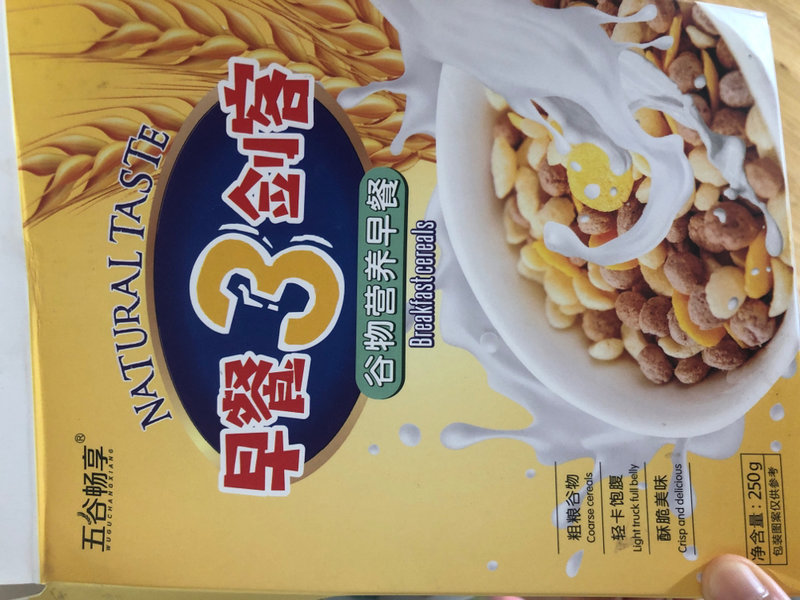 五谷畅享®
WUGUCHANGXIANG
NATURAL TASTE
早餐3剑客
谷物营养早餐
Breakfast cereals
粗粮谷物
Coarse cereals
轻卡饱腹
Light truck full belly
酥脆美味
Crisp and delicious
净含量：250g
包装图案仅供参考